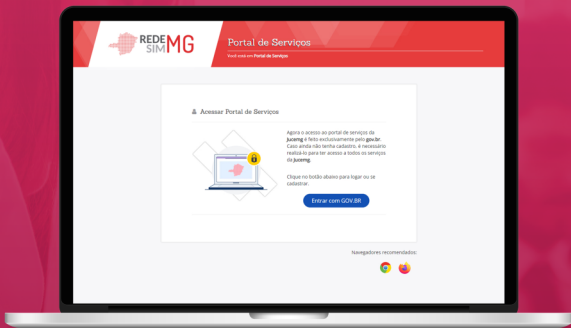 REDE
SIM MG
Portal de Serviços
Você está em Portal de Serviços
Acessar Portal de Serviços
Agora o acesso ao portal de serviços da
Jucemg é feito exclusivamente pelo gov.br.
Caso ainda não tenha cadastro, é necessário
realizá-lo para ter acesso a todos os serviços
da Jucemg.
Clique no botão abaixo para logar ou se
cadastrar.
Entrar com GOV.BR
Navegadores recomendados: